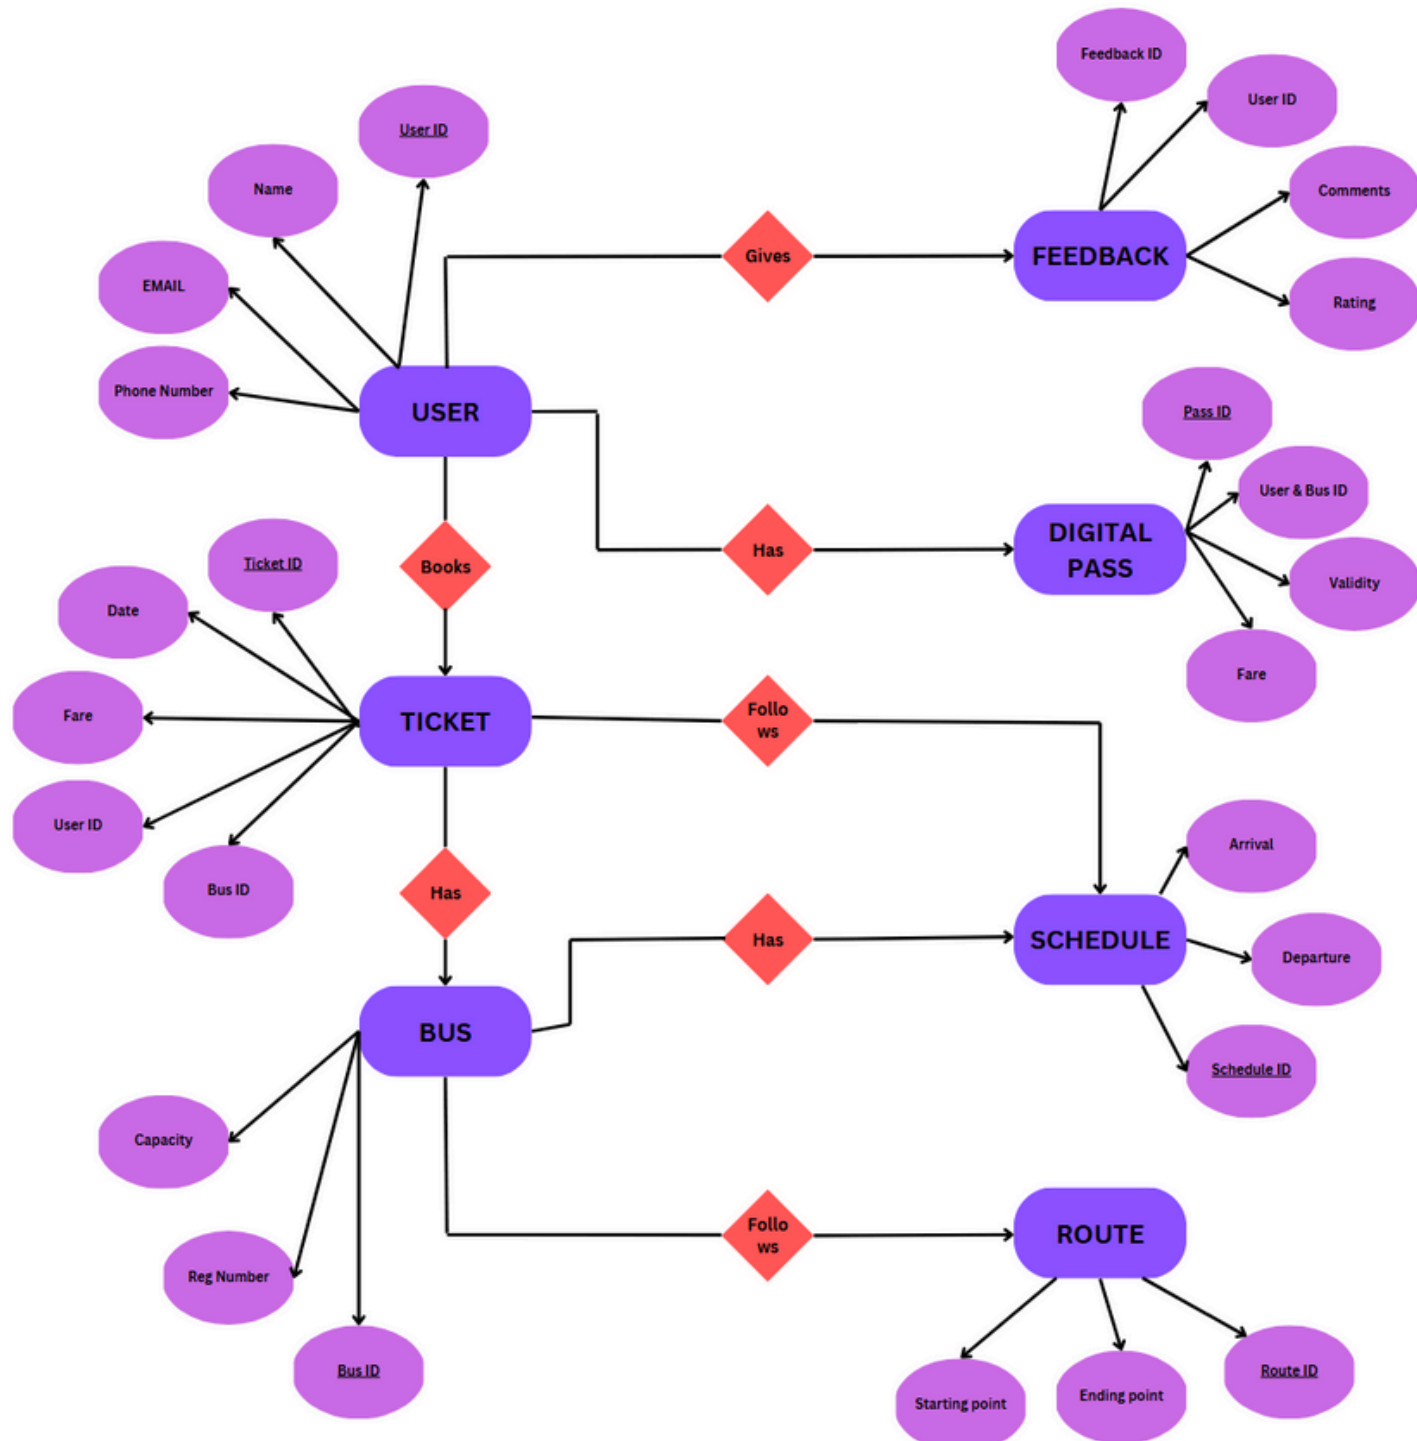 Feedback ID
User ID
User ID
Name
Comments
Gives
FEEDBACK
EMAIL
Rating
Phone Number
USER
Pass ID
User & Bus ID
Has
DIGITAL
PASS
Books
Ticket ID
Validity
Date
Fare
Fare
TICKET
Follo
ws
User ID
Arrival
Bus ID
Has
Has
SCHEDULE
Departure
BUS
Schedule ID
Capacity
Follo
ws
ROUTE
Reg Number
Bus ID
Route ID
Starting point
Ending point